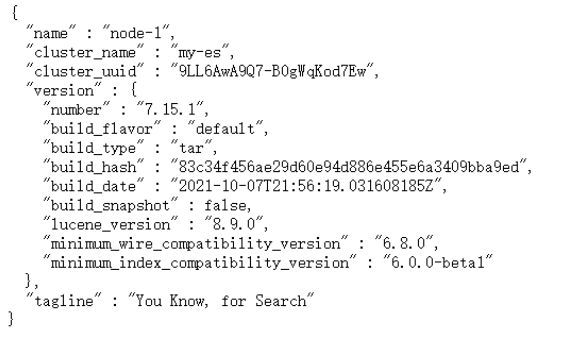 {
  "name" : "node-1",
  "cluster_name" : "my-es",
  "cluster_uuid" : "9LL6AwA9Q7-B0gWqKod7Ew",
  "version" : {
    "number" : "7.15.1",
    "build_flavor" : "default",
    "build_type" : "tar",
    "build_hash" : "83c34f456ae29d60e94d886e455e6a3409bba9ed",
    "build_date" : "2021-10-07T21:56:19.031608185Z",
    "build_snapshot" : false,
    "lucene_version" : "8.9.0",
    "minimum_wire_compatibility_version" : "6.8.0",
    "minimum_index_compatibility_version" : "6.0.0-beta1"
  },
  "tagline" : "You Know, for Search"
}